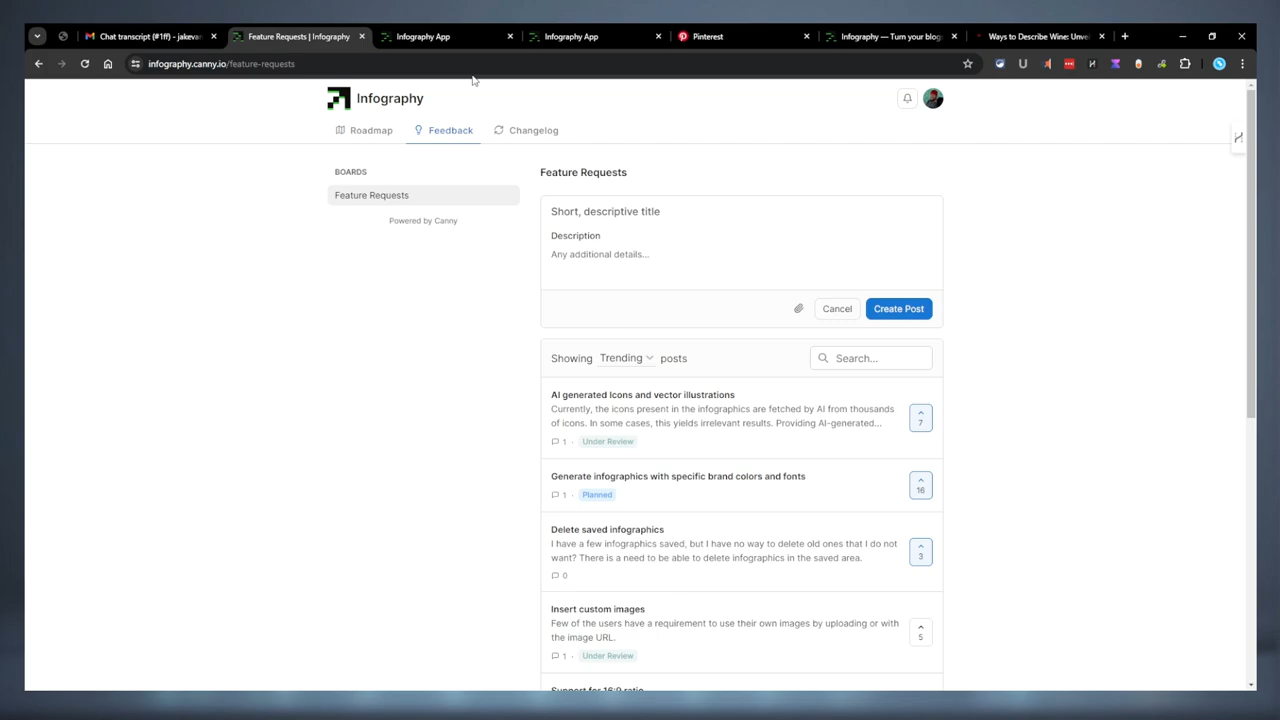 Chat transcript (#1ff) - jakeva
Feature Requests | Infography
Infography App
Infography App
Pinterest
Infography — Turn your blog
Ways to Describe Wine: Unvei
infography.canny.io/feature-requests
Infography
Roadmap
Feedback
Changelog
BOARDS
Feature Requests
Powered by Canny
Feature Requests
Short, descriptive title
Description
Any additional details...
Cancel
Create Post
Showing Trending posts
Search...
AI generated Icons and vector illustrations
Currently, the icons present in the infographics are fetched by AI from thousands
of icons. In some cases, this yields irrelevant results. Providing AI-generated...
7
1 · Under Review
Generate infographics with specific brand colors and fonts
16
1 · Planned
Delete saved infographics
I have a few infographics saved, but I have no way to delete old ones that I do not
want? There is a need to be able to delete infographics in the saved area.
3
0
Insert custom images
Few of the users have a requirement to use their own images by uploading or with
the image URL.
5
1 · Under Review
Support for 16:9 ratio